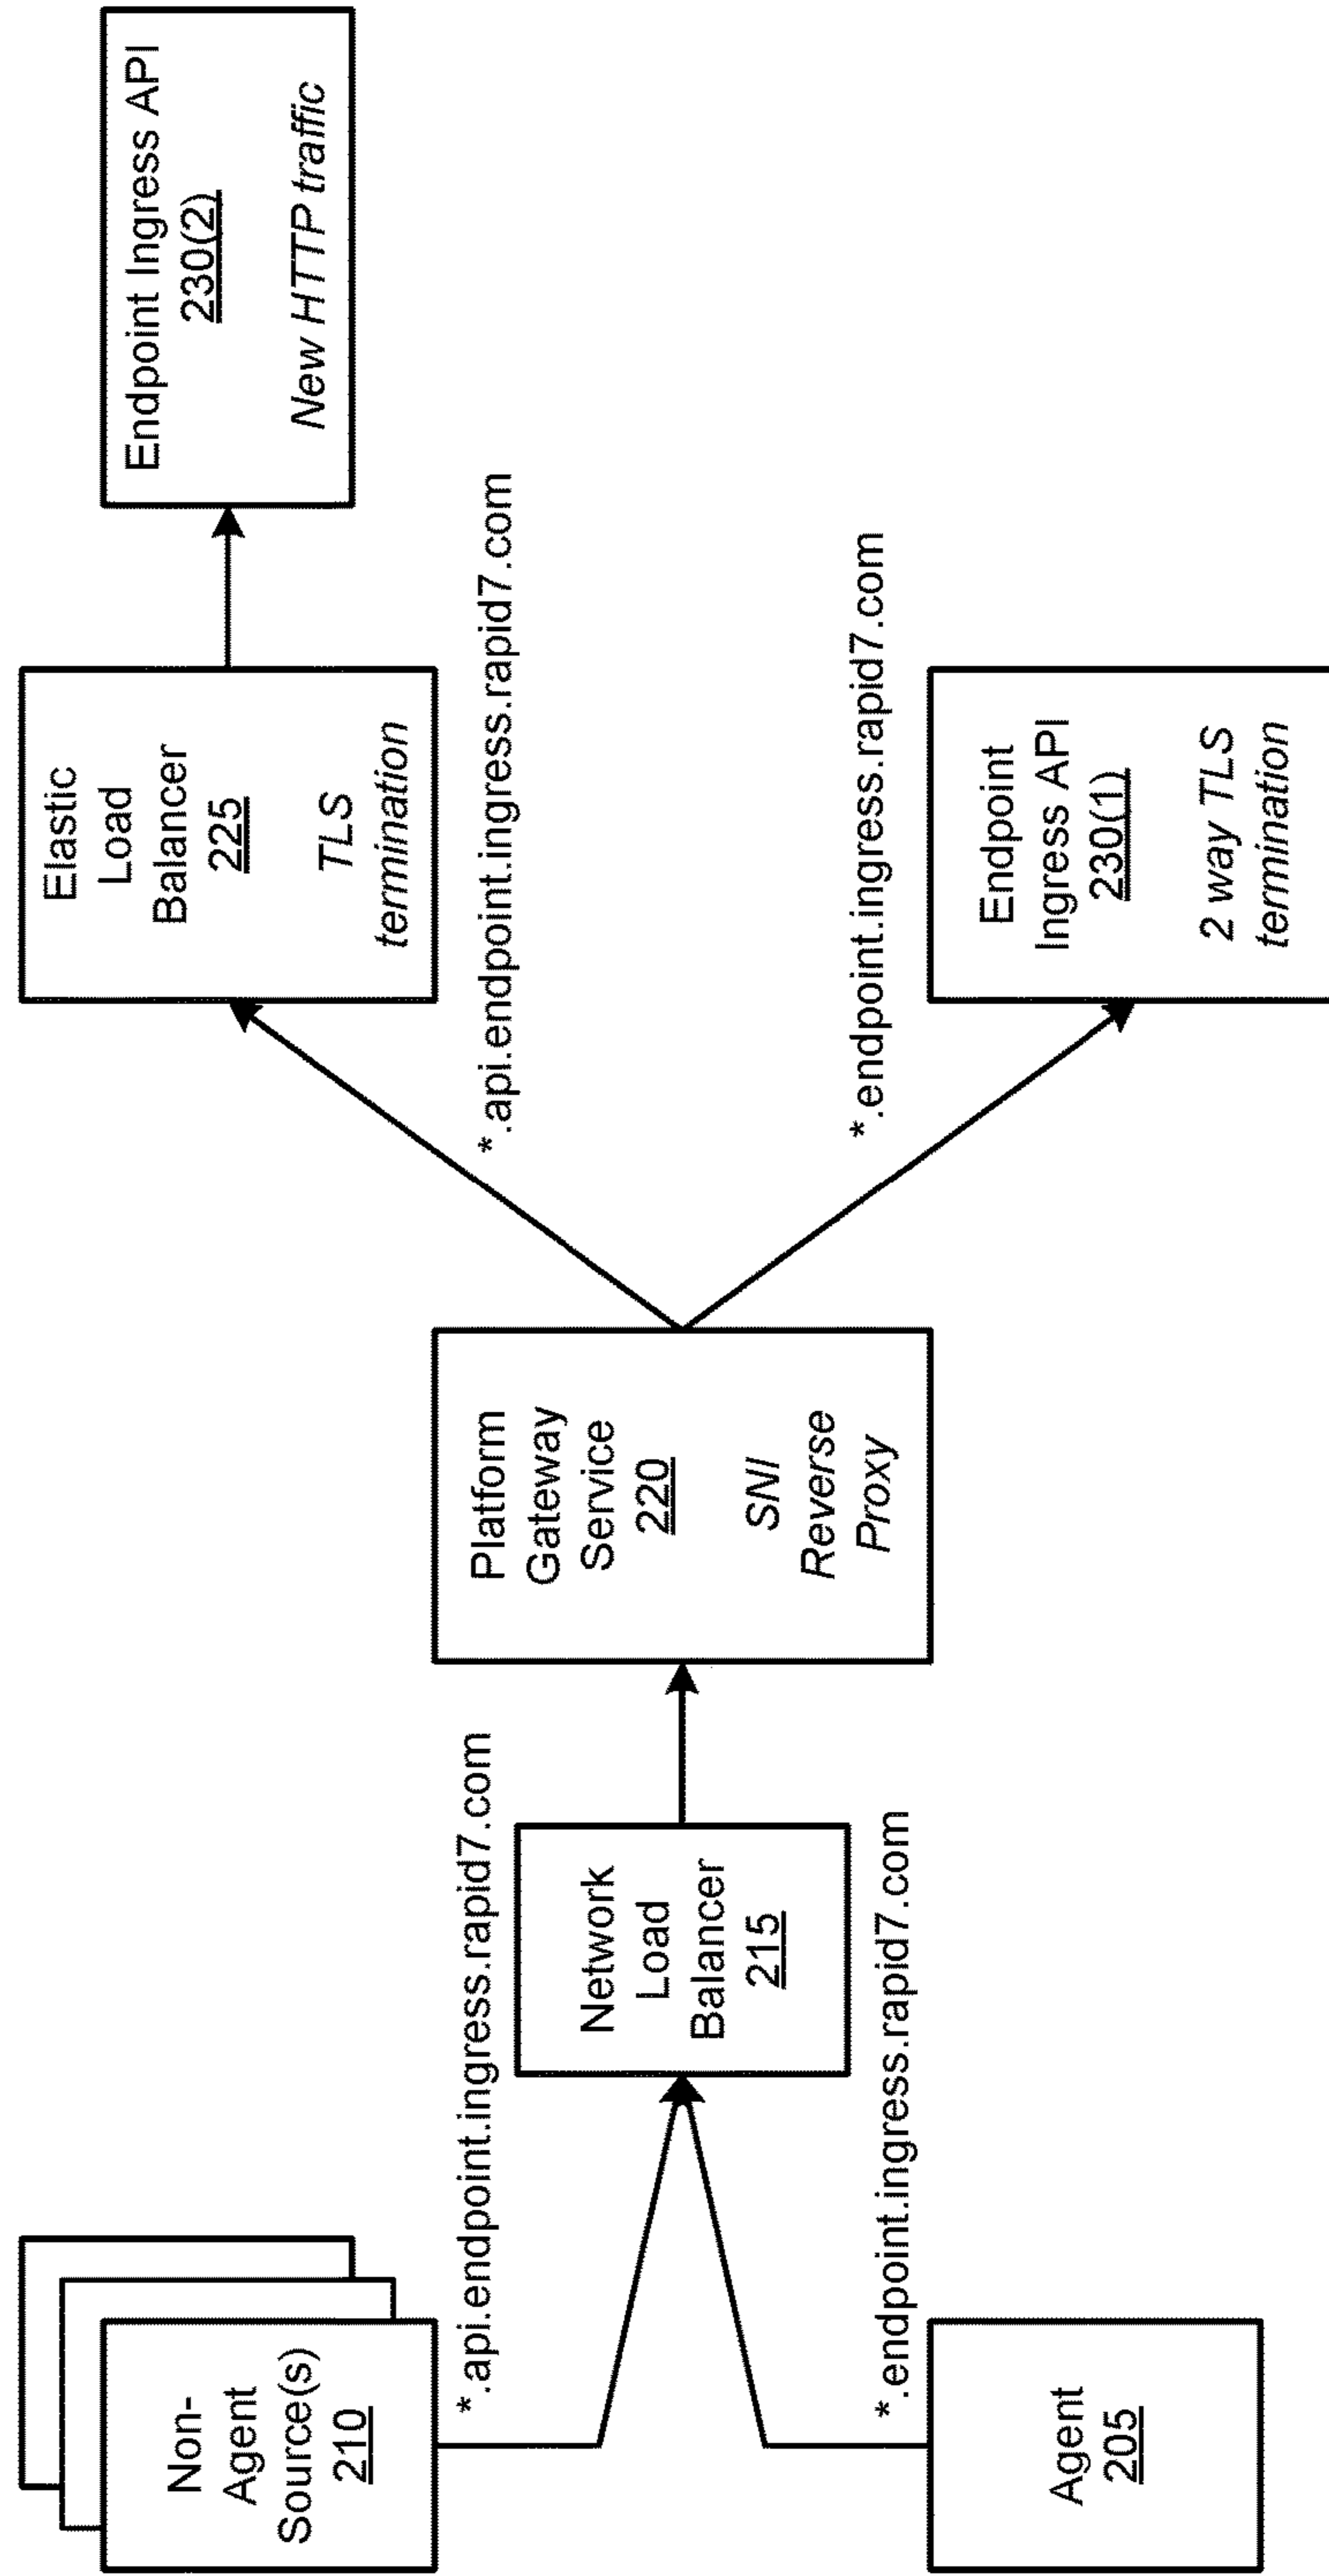 Non-
Agent
Source(s)
210
*.api.endpoint.ingress.rapid7.com
Agent
205
*.endpoint.ingress.rapid7.com
Network
Load
Balancer
215
Platform
Gateway
Service
220
SNI
Reverse
Proxy
*.api.endpoint.ingress.rapid7.com
*.endpoint.ingress.rapid7.com
Elastic
Load
Balancer
225
TLS
termination
Endpoint Ingress API
230(2)
New HTTP traffic
Endpoint
Ingress API
230(1)
2 way TLS
termination